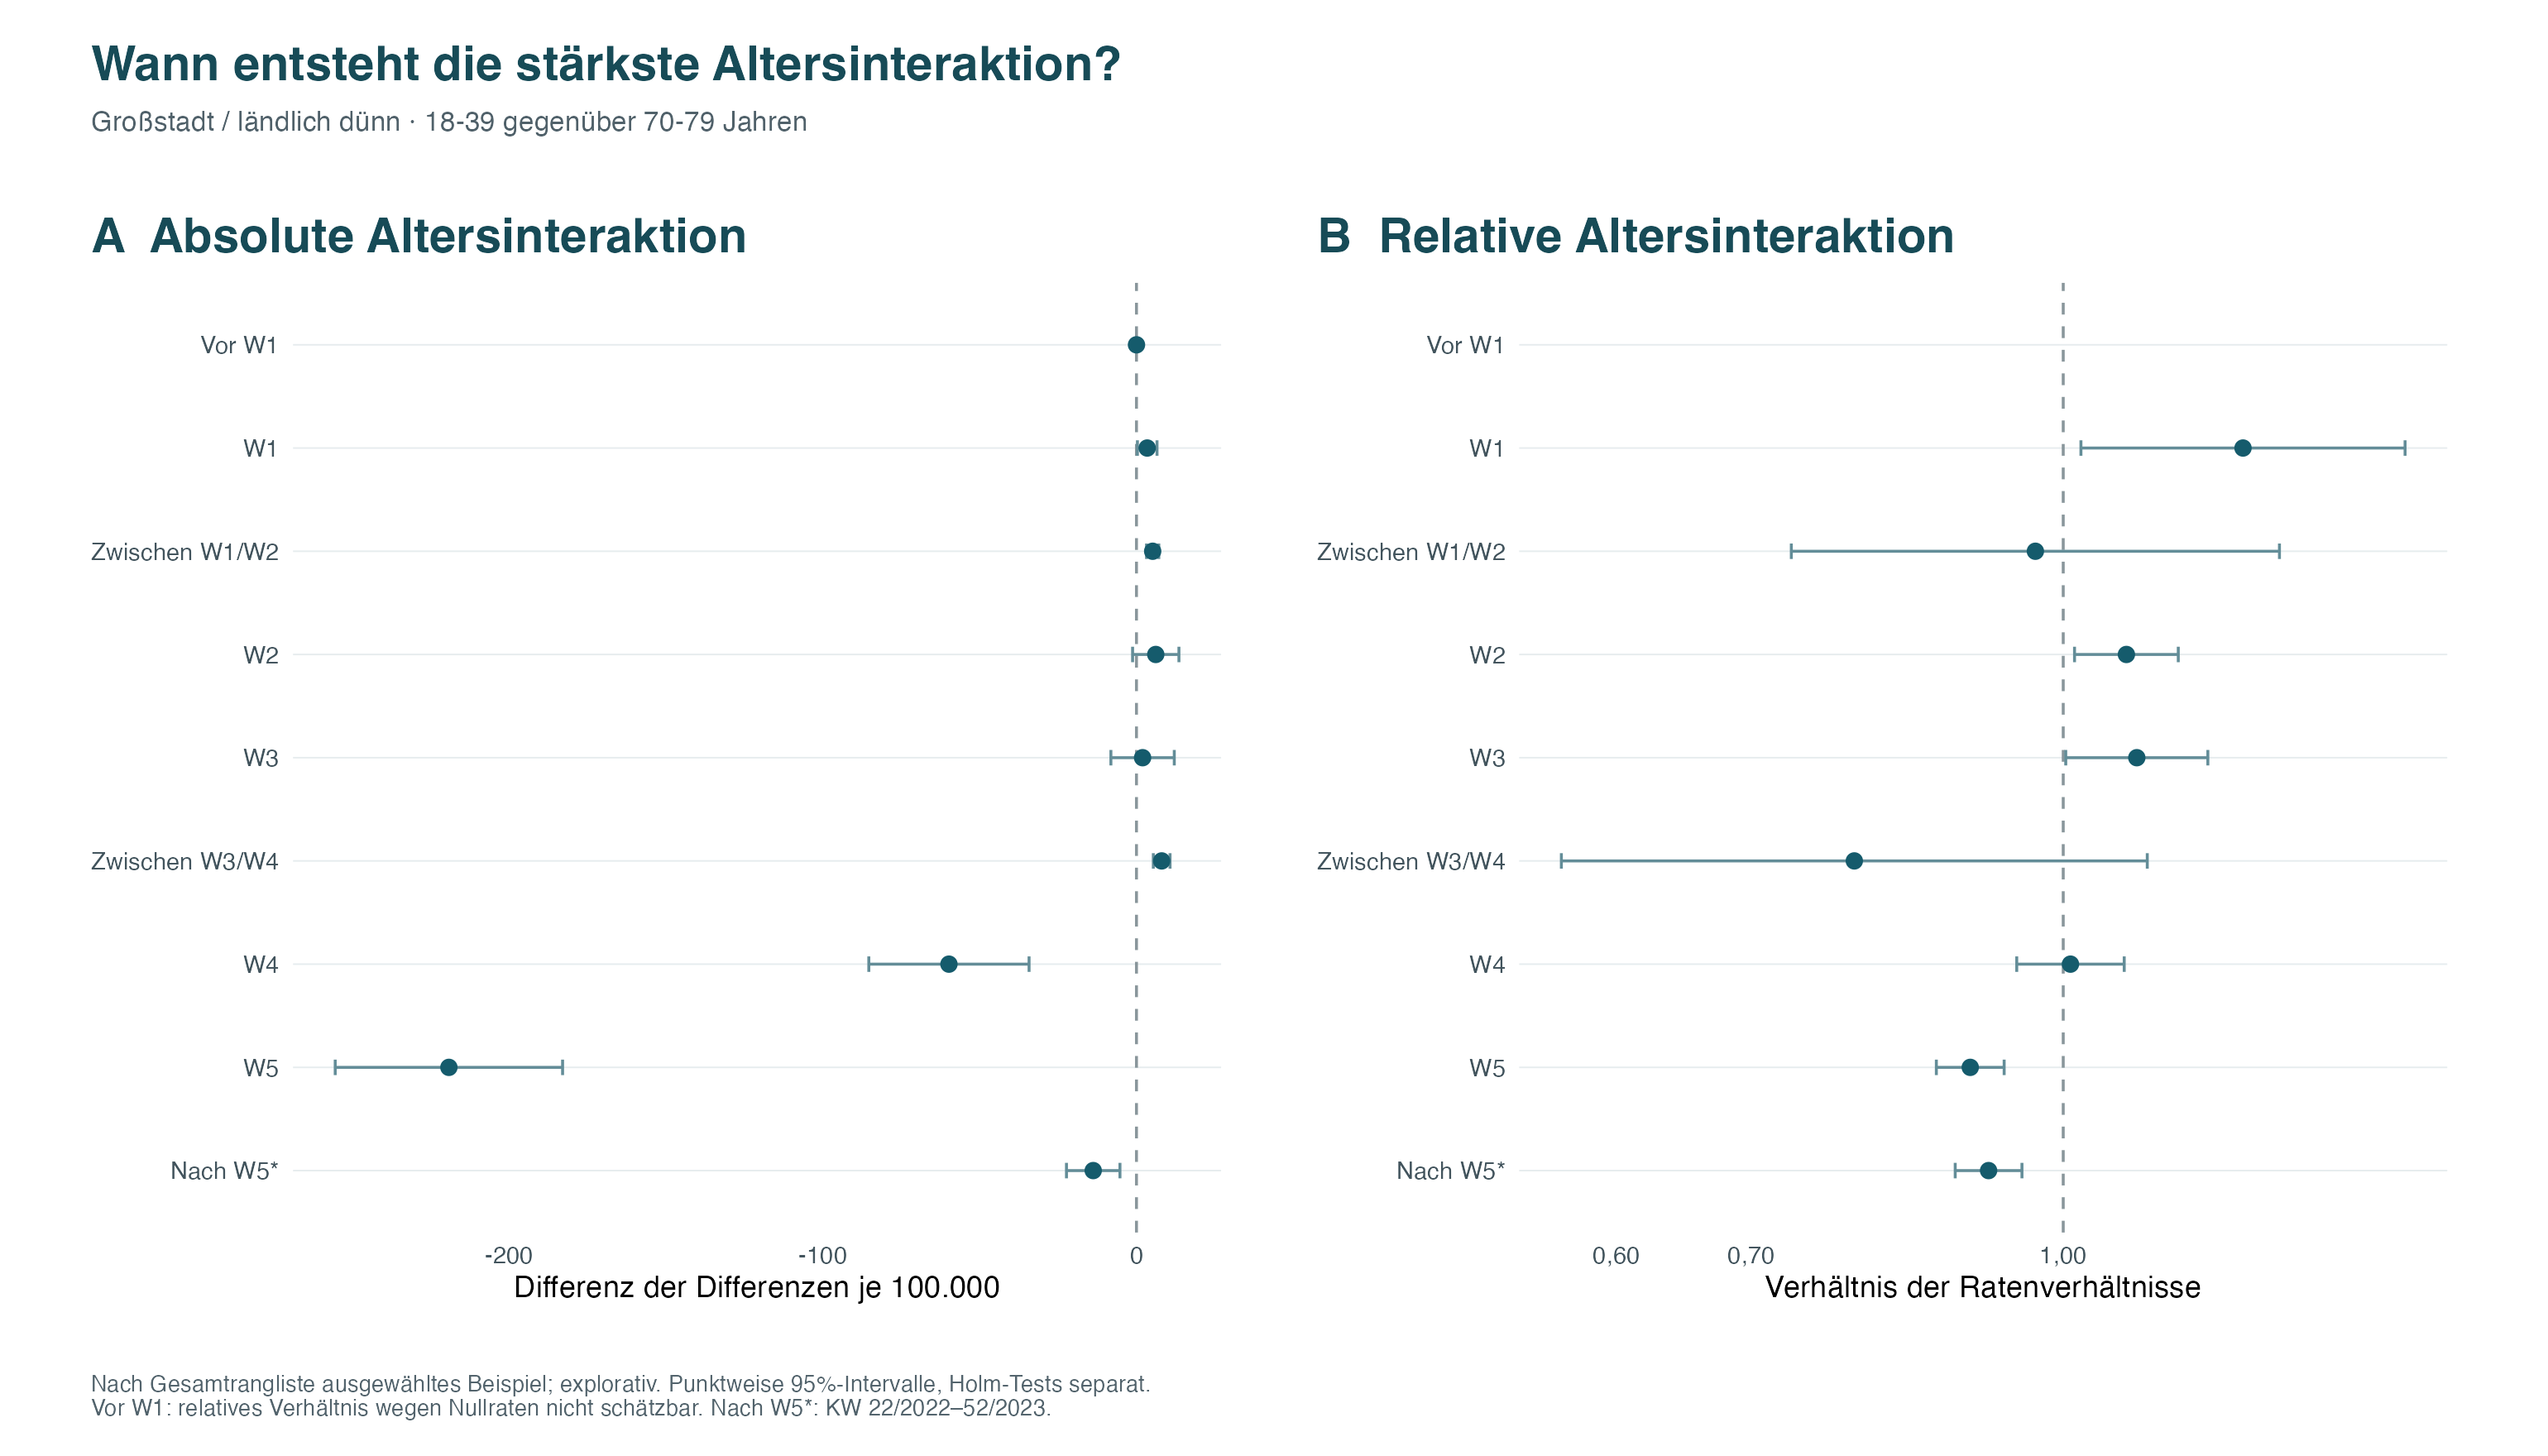 Wann entsteht die stärkste Altersinteraktion?
Großstadt / ländlich dünn · 18-39 gegenüber 70-79 Jahren
A Absolute Altersinteraktion
Vor W1
W1
Zwischen W1/W2
W2
W3
Zwischen W3/W4
W4
W5
Nach W5*
-200 -100 0
Differenz der Differenzen je 100.000
B Relative Altersinteraktion
Vor W1
W1
Zwischen W1/W2
W2
W3
Zwischen W3/W4
W4
W5
Nach W5*
0,60 0,70 1,00
Verhältnis der Ratenverhältnisse
Nach Gesamtrangliste ausgewähltes Beispiel; explorativ. Punktweise 95%-Intervalle, Holm-Tests separat.
Vor W1: relatives Verhältnis wegen Nullraten nicht schätzbar. Nach W5*: KW 22/2022–52/2023.